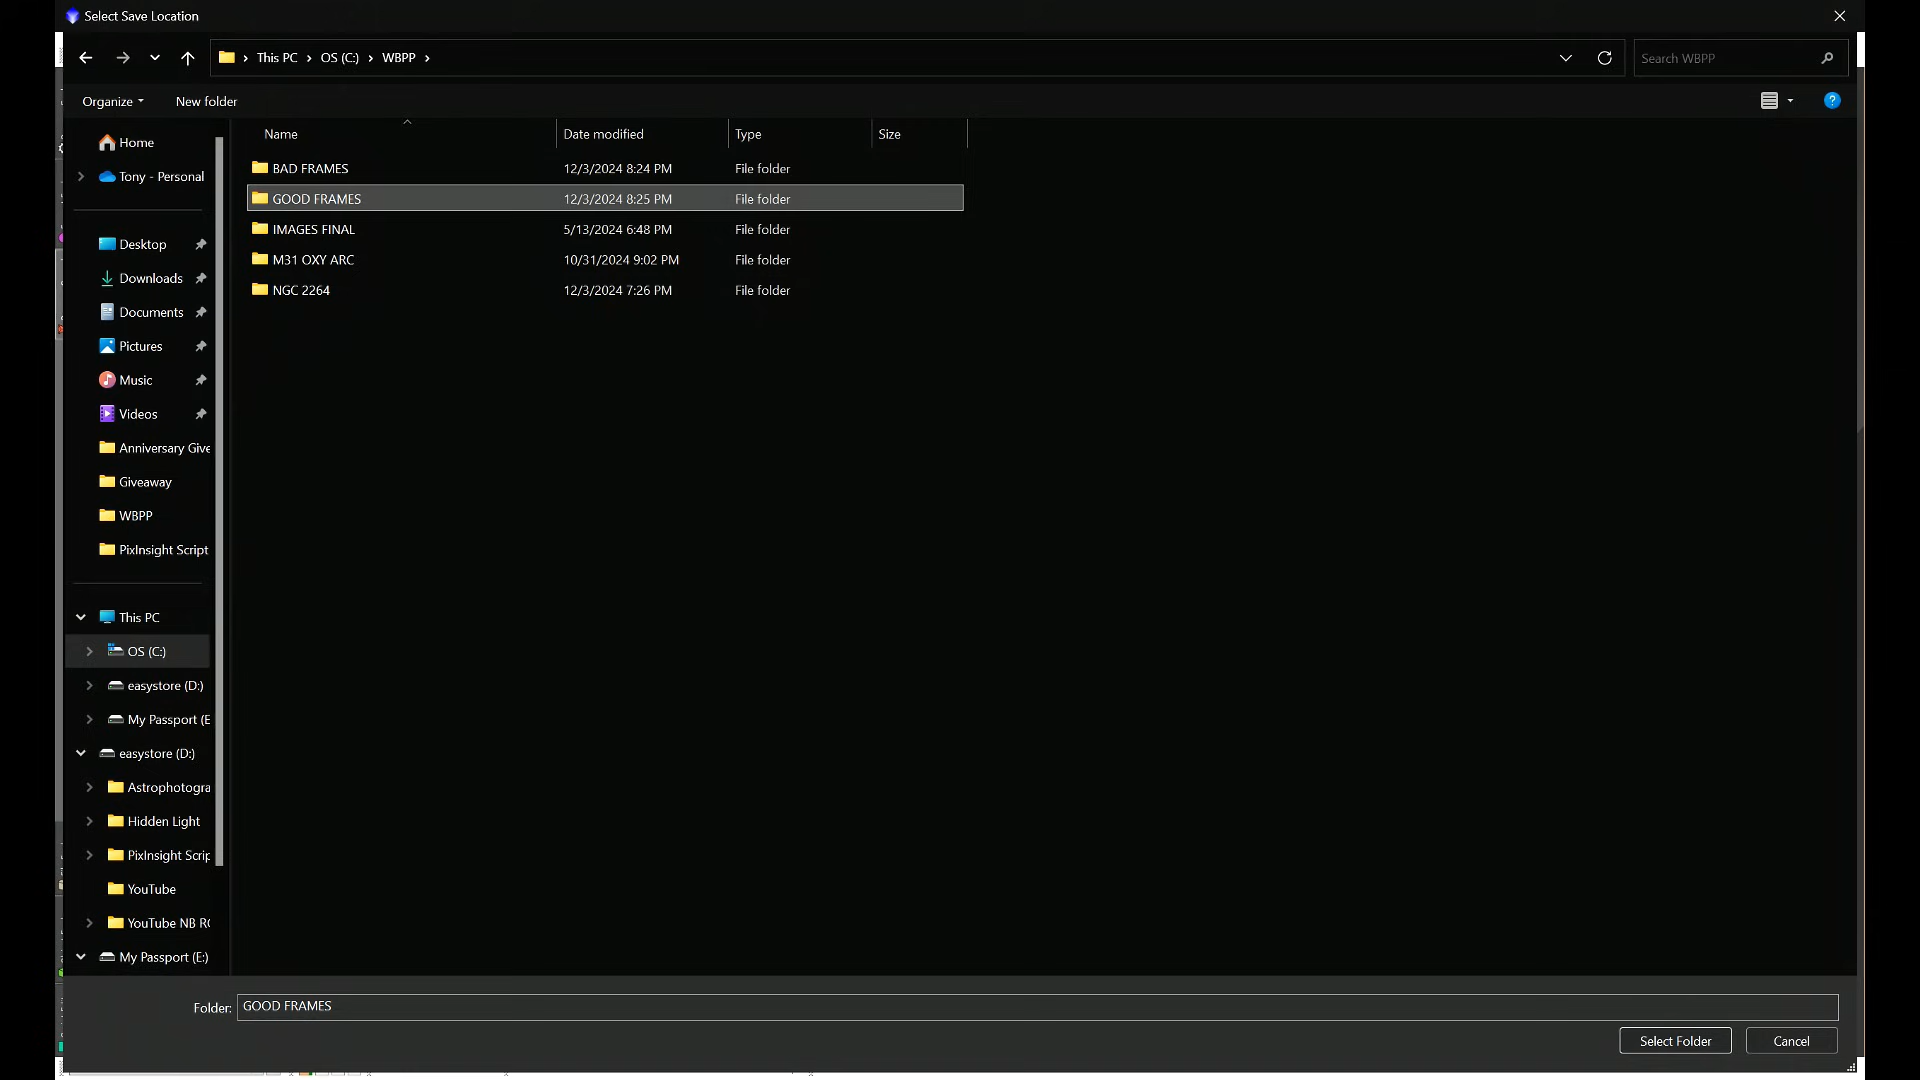 Select Save Location
This PC
OS (C:)
WBPP
Search WBPP
Organize
New folder
Name
Date modified
Type
Size
BAD FRAMES 12/3/2024 8:24 PM File folder
GOOD FRAMES 12/3/2024 8:25 PM File folder
IMAGES FINAL 5/13/2024 6:48 PM File folder
M31 OXY ARC 10/31/2024 9:02 PM File folder
NGC 2264 12/3/2024 7:26 PM File folder
Home
Tony - Personal
Desktop
Downloads
Documents
Pictures
Music
Videos
Anniversary Give
Giveaway
WBPP
PixInsight Script
This PC
OS (C:)
easystore (D:)
My Passport (E
easystore (D:)
Astrophotogra
Hidden Light
PixInsight Scrip
YouTube
YouTube NB RG
My Passport (E:)
Folder: GOOD FRAMES
Select Folder
Cancel